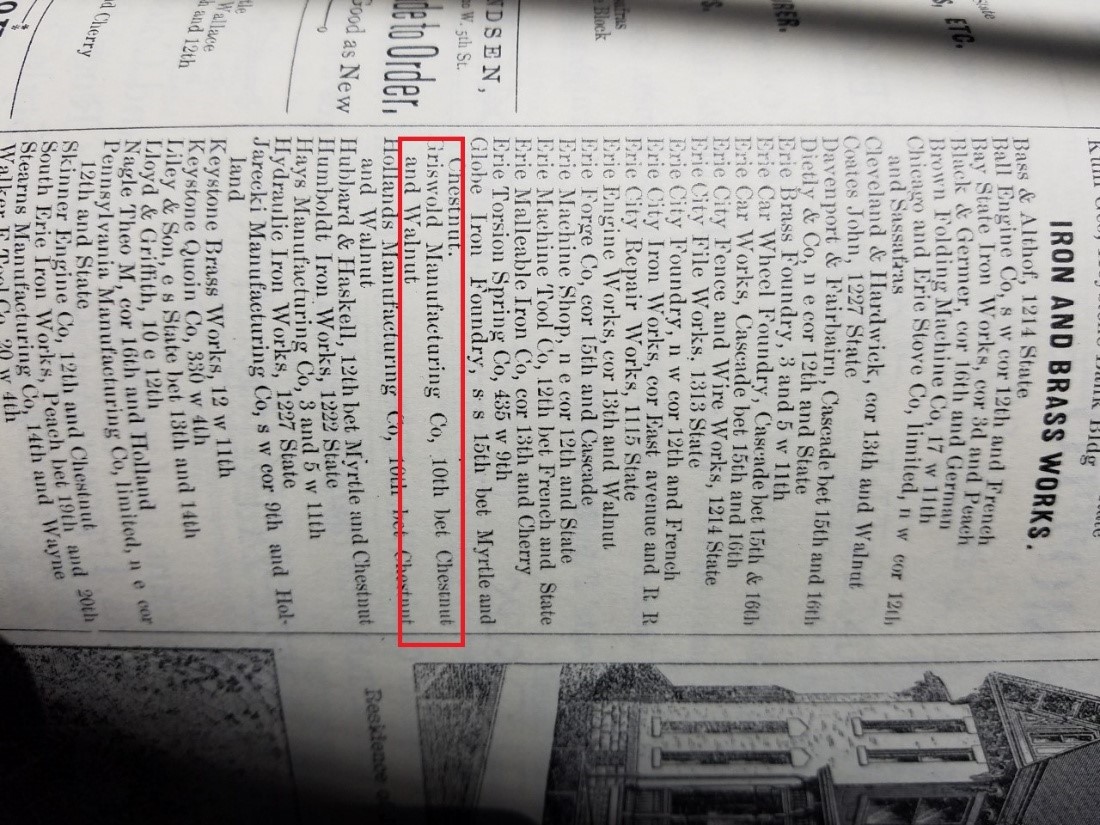 IRON AND BRASS WORKS.
Bass & Althof, 1214 State
Ball Engine Co, s w cor 12th and French
Bay State Iron Works, cor 3d and Peach
Black & Germer, cor 16th and German
Brown Folding Machine Co, 17 w 11th
Chicago and Erie Stove Co, limited, n w cor 12th
and Sassafras
Cleveland & Hardwick, cor 13th and Walnut
Coates John, 1227 State
Davenport & Fairbairn, Cascade bet 15th and 16th
Dietly & Co, n e cor 12th and State
Erie Brass Foundry, 3 and 5 w 11th
Erie Car Wheel Foundry, Cascade bet 15th & 16th
Erie Car Works, Cascade bet 15th and 16th
Erie City Fence and Wire Works, 1214 State
Erie City File Works, 1313 State
Erie City Foundry, n w cor 12th and French
Erie City Iron Works, cor East avenue and R R
Erie City Repair Works, 1115 State
Erie Engine Works, cor 13th and Walnut
Erie Forge Co, cor 15th and Cascade
Erie Machine Shop, n e cor 12th and State
Erie Machine Tool Co, 12th bet French and State
Erie Malleable Iron Co, cor 13th and Cherry
Erie Torsion Spring Co, 435 w 9th
Globe Iron Foundry, s s 15th bet Myrtle and
Chestnut.
Griswold Manufacturing Co, 10th bet Chestnut
and Walnut
Hollands Manufacturing Co, 10th bet Chestnut
and Walnut
Hubbard & Haskell, 12th bet Myrtle and Chestnut
Humboldt Iron Works, 1222 State
Hays Manufacturing Co, 3 and 5 w 11th
Hydraulic Iron Works, 1227 State
Jarecki Manufacturing Co, s w cor 9th and Hol-
land
Keystone Brass Works, 12 w 11th
Keystone Quoin Co, 330 w 4th
Liley & Son, e s State bet 13th and 14th
Lloyd & Griffith, 10 e 12th
Nagle Theo M, cor 16th and Holland
Pennsylvania Manufacturing Co, limited, n e cor
12th and State
Skinner Engine Co, 12th and Chestnut
South Erie Iron Works, Peach bet 19th and 20th
Stearns Manufacturing Co, 14th and Wayne
Walker F Tool Co, 20 w 4th
ETC.
NDSEN,
W. 5th St.
de to Order,
Good as New
Wallace
h and 12th
d Cherry
Block
Residence